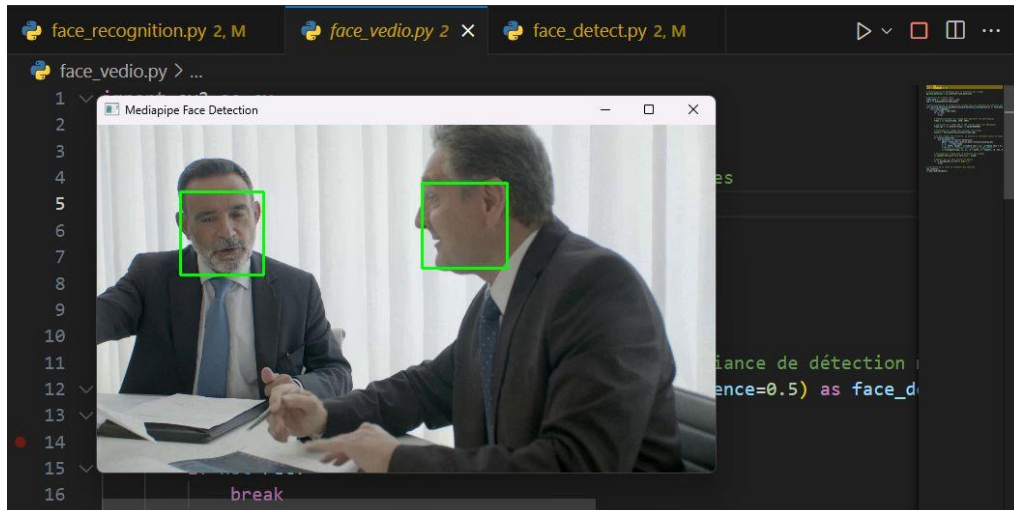 face_recognition.py 2, M
face_vedio.py 2
face_detect.py 2, M
face_vedio.py > ...
Mediapipe Face Detection
1
2
3
4 es
5
6
7
8
9
10
11 iance de détection
12 ence=0.5) as face_d
13
14
15
16 break